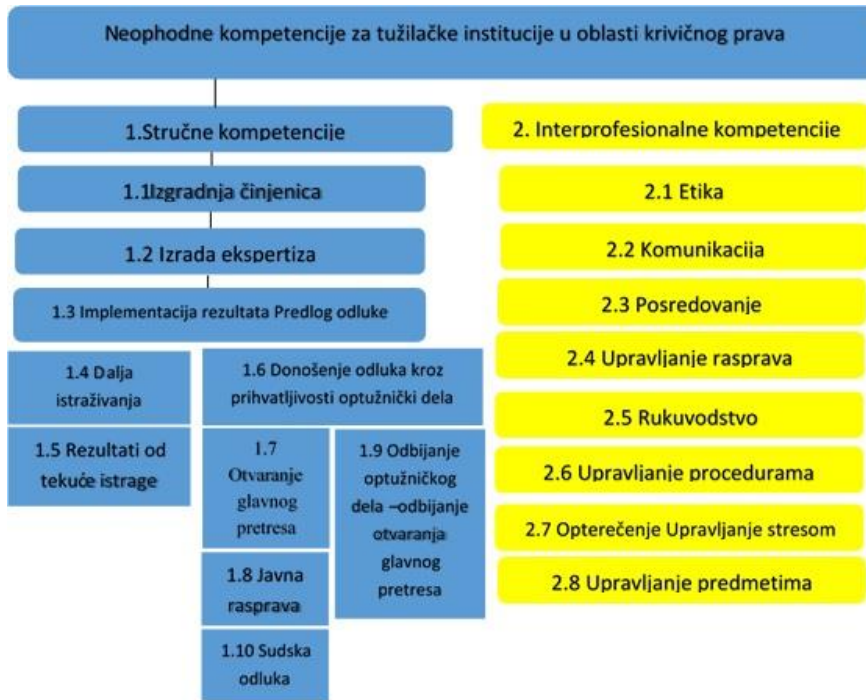 Neophodne kompetencije za tužilačke institucije u oblasti krivičnog prava
1.Stručne kompetencije
1.1Izgradnja činjenica
1.2 Izrada ekspertiza
1.3 Implementacija rezultata Predlog odluke
1.4 Dalja
istraživanja
1.5 Rezultati od
tekuće istrage
1.6 Donošenje odluka kroz
prihvatljivosti optužnički dela
1.7
Otvaranje
glavnog
pretresa
1.8 Javna
rasprava
1.10 Sudska
odluka
1.9 Odbijanje
optužničkog
dela –odbijanje
otvaranja
glavnog
pretresa
2. Interprofesionalne kompetencije
2.1 Etika
2.2 Komunikacija
2.3 Posredovanje
2.4 Upravljanje rasprava
2.5 Rukuvodstvo
2.6 Upravljanje procedurama
2.7 Opterečenje Upravljanje stresom
2.8 Upravljanje predmetima